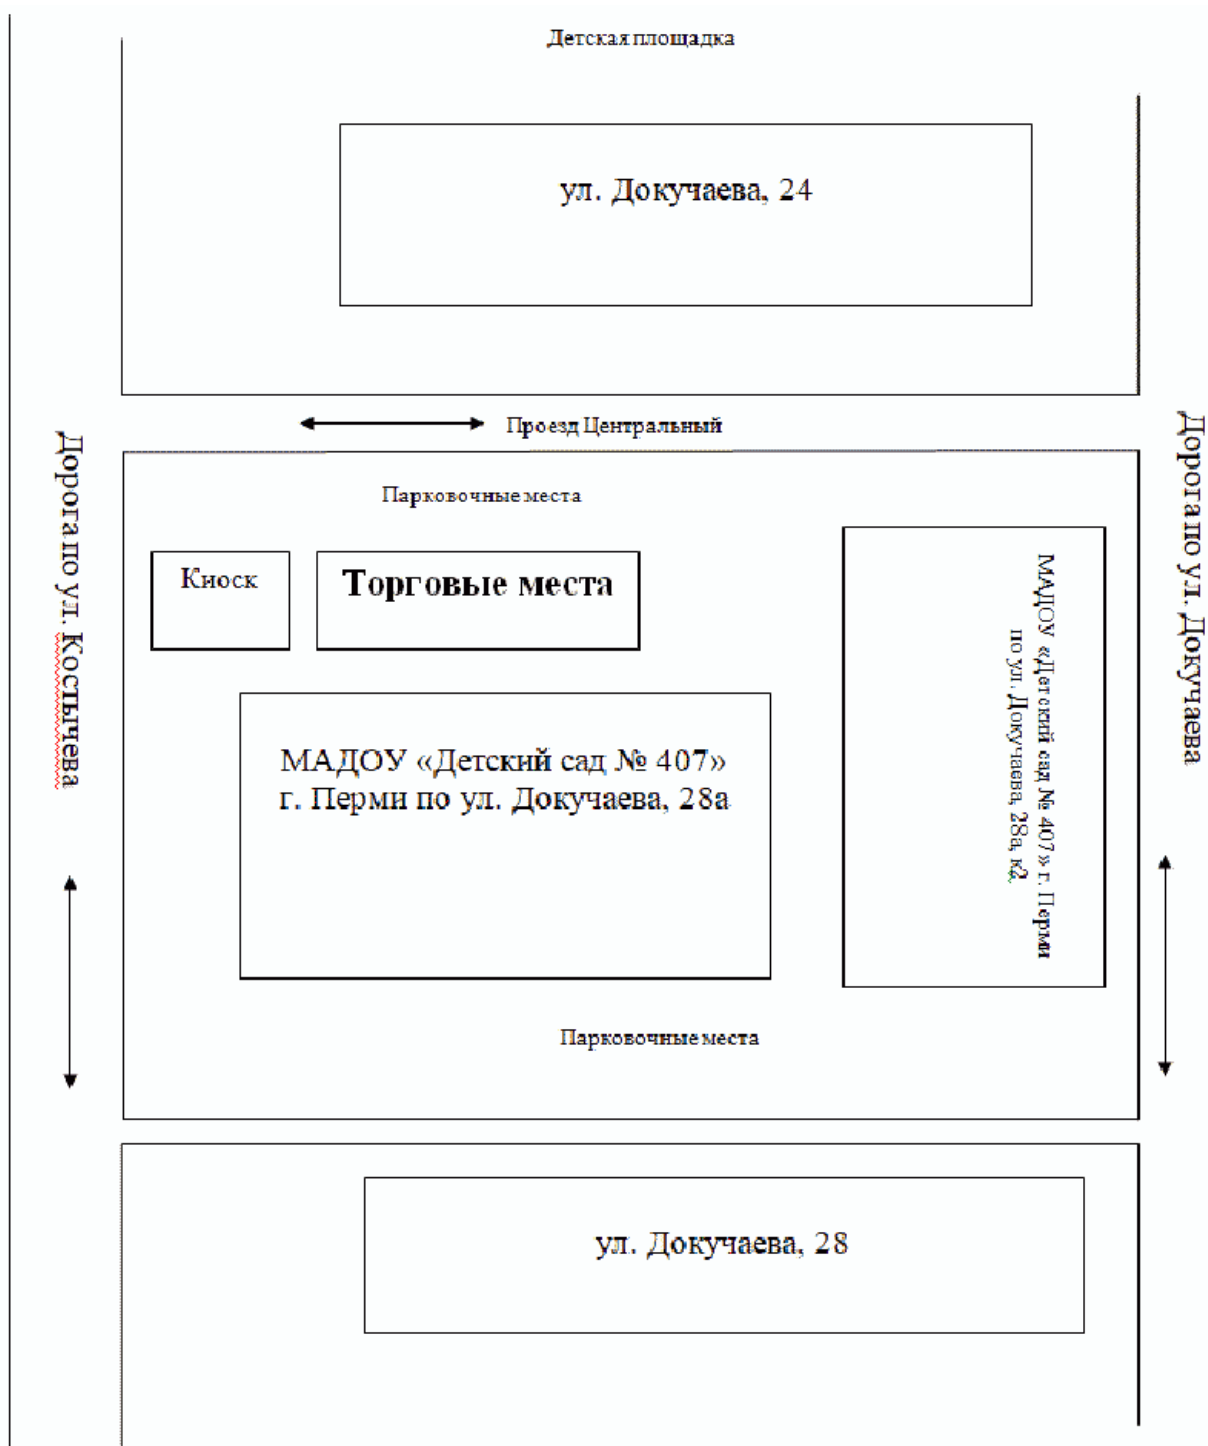 Детская площадка
ул. Докучаева, 24
Проезд Центральный
Дорога по ул. Костычева
Дорога по ул. Докучаева
Парковочные места
Киоск
Торговые места
МАДОУ «Детский сад № 407»
г. Перми по ул. Докучаева, 28а
МАДОУ «Детский сад № 407» г. Перми
по ул. Докучаева, 28а, к2
Парковочные места
ул. Докучаева, 28